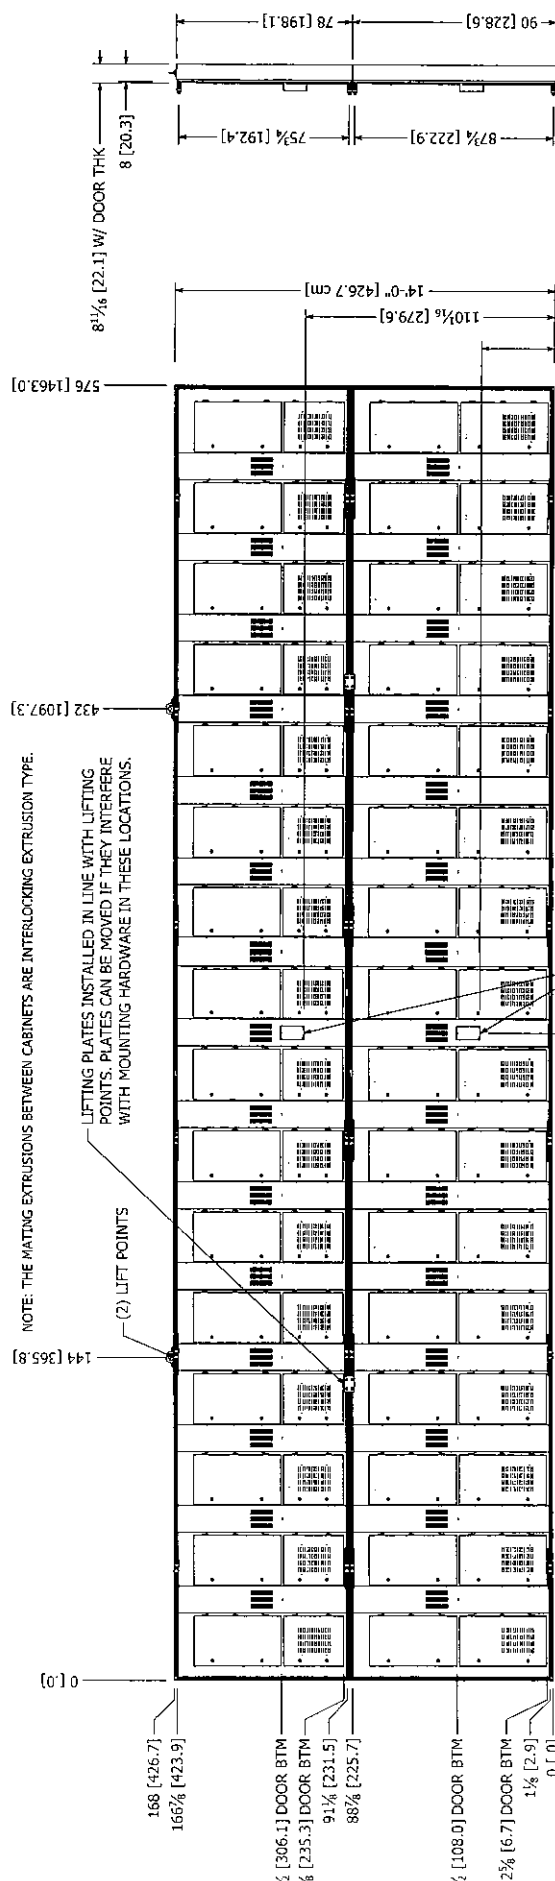 78 [198.1]
90 [228.6]
75¾ [192.4]
87¾ [222.9]
8 [20.3]
8¹¹⁄₁₆ [22.1] W/ DOOR THK
14'-0" [426.7 cm]
110¹⁄₁₆ [279.6]
576 [1463.0]
432 [1097.3]
144 [365.8]
0 [.0]
NOTE: THE MATING EXTRUSIONS BETWEEN CABINETS ARE INTERLOCKING EXTRUSION TYPE.
LIFTING PLATES INSTALLED IN LINE WITH LIFTING
POINTS. PLATES CAN BE MOVED IF THEY INTERFERE
WITH MOUNTING HARDWARE IN THESE LOCATIONS.
(2) LIFT POINTS
168 [426.7]
166⅞ [423.9]
[306.1] DOOR BTM
[235.3] DOOR BTM
91⅛ [231.5]
88⅞ [225.7]
[108.0] DOOR BTM
2⅝ [6.7] DOOR BTM
1⅛ [2.9]
0 [.0]